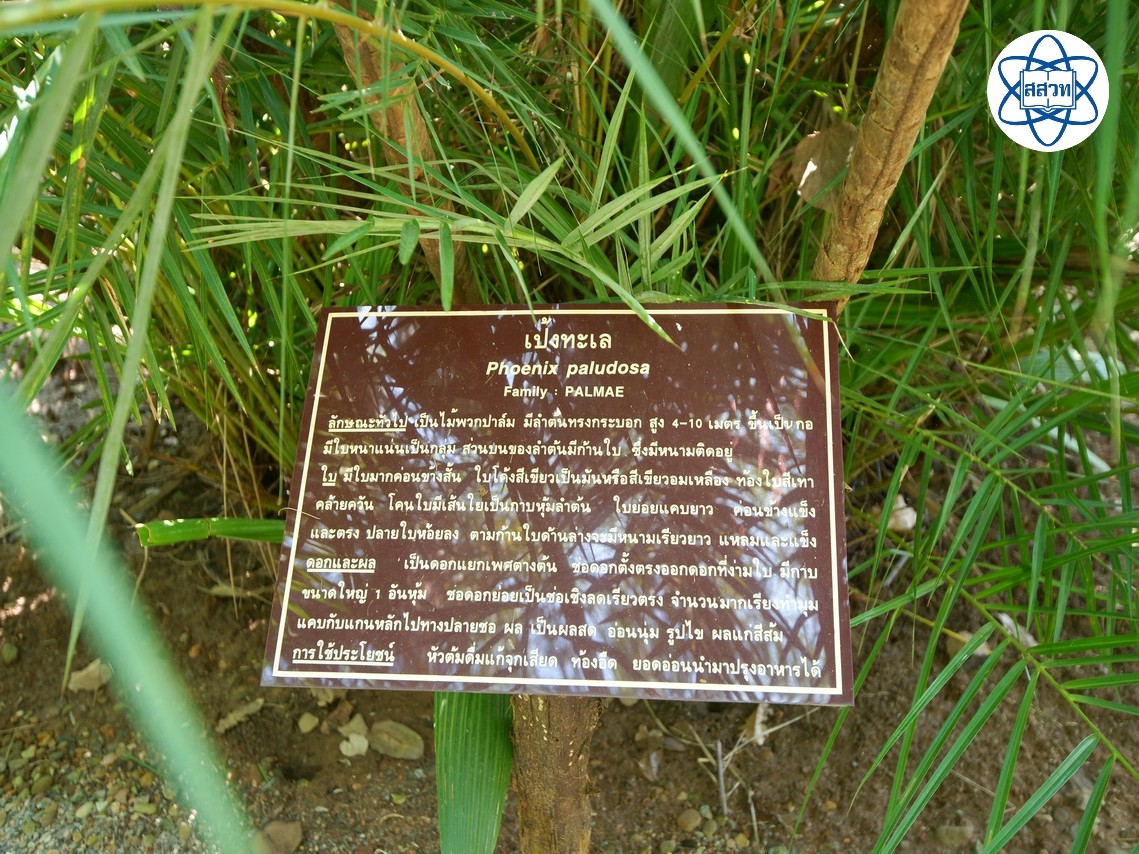 สสวท
เป้งทะเล
Phoenix paludosa
Family : PALMAE
ลักษณะทั่วไป เป็นไม้พวกปาล์ม มีลำต้นทรงกระบอก สูง 4-10 เมตร ขึ้นเป็นกอ
มีใบหนาแน่นเป็นกลุ่ม ส่วนบนของลำต้นมีก้านใบ ซึ่งมีหนามติดอยู่
ใบ มีใบมากค่อนข้างสั้น ใบโค้งสีเขียวเป็นมันหรือสีเขียวอมเหลือง ท้องใบสีเทา
คล้ายควัน โคนใบมีเส้นใยเป็นกาบหุ้มลำต้น ใบย่อยแคบยาว ค่อนข้างแข็ง
และตรง ปลายใบห้อยลง ตามก้านใบด้านล่างจะมีหนามเรียวยาว แหลมและแข็ง
ดอกและผล เป็นดอกแยกเพศต่างต้น ช่อดอกตั้งตรงออกดอกที่ง่ามใบ มีกาบ
ขนาดใหญ่ 1 อันหุ้ม ช่อดอกย่อยเป็นช่อเชิงลดเรียวตรง จำนวนมากเรียงทำมุม
แคบกับแกนหลักไปทางปลายช่อ ผล เป็นผลสด อ่อนนุ่ม รูปไข่ ผลแก่สีส้ม
การใช้ประโยชน์ หัวต้มดื่มแก้จุกเสียด ท้องอืด ยอดอ่อนนำมาปรุงอาหารได้